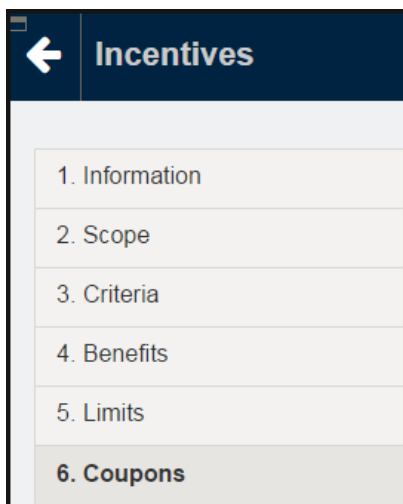 Incentives
1. Information
2. Scope
3. Criteria
4. Benefits
5. Limits
6. Coupons